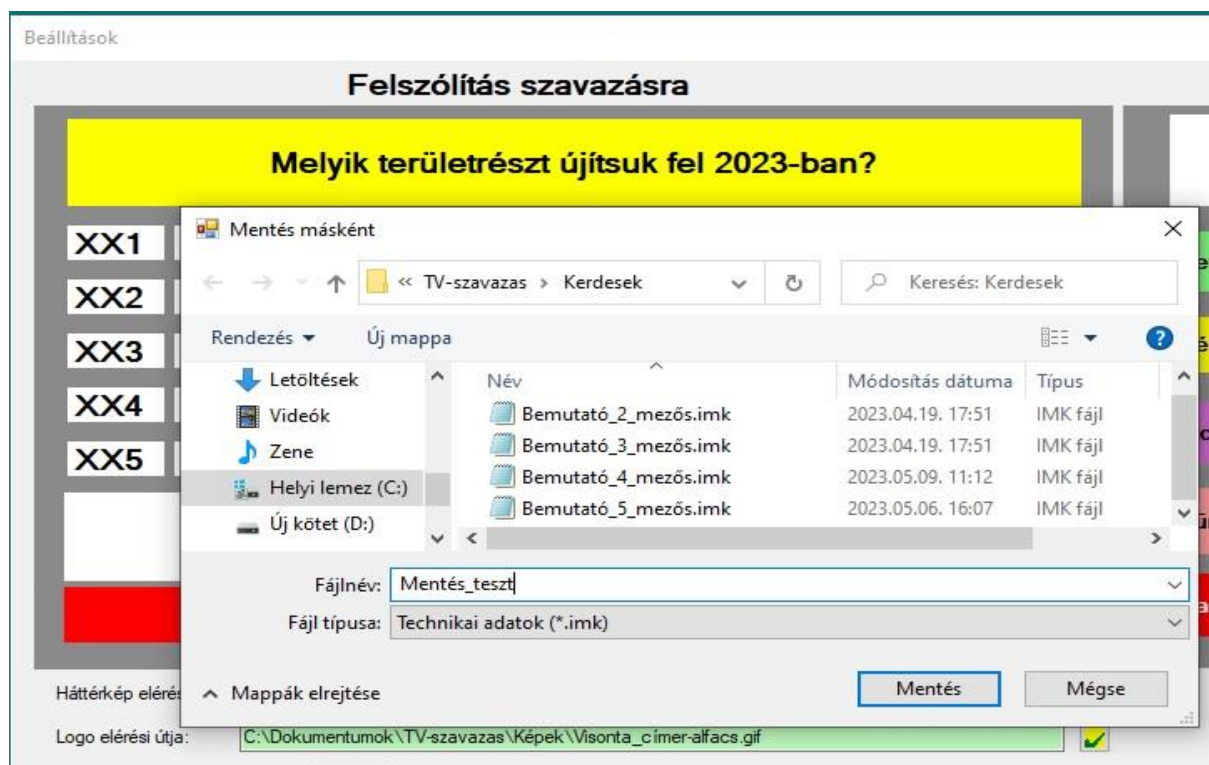 Beállítások
Felszólítás szavazásra
Melyik területrészt újítsuk fel 2023-ban?
XX1
XX2
XX3
XX4
XX5
Mentés másként
« TV-szavazas › Kerdesek
Keresés: Kerdesek
Rendezés
Új mappa
Letöltések
Videók
Zene
Helyi lemez (C:)
Új kötet (D:)
Név Módosítás dátuma Típus
Bemutató_2_mezős.imk 2023.04.19. 17:51 IMK fájl
Bemutató_3_mezős.imk 2023.04.19. 17:51 IMK fájl
Bemutató_4_mezős.imk 2023.05.09. 11:12 IMK fájl
Bemutató_5_mezős.imk 2023.05.06. 16:07 IMK fájl
Fájlnév: Mentés_teszt
Fájl típusa: Technikai adatok (*.imk)
Mappák elrejtése
Mentés
Mégse
Háttérkép
Logo elérési útja: C:\Dokumentumok\TV-szavazas\Képek\Visonta_címer-alfacs.gif